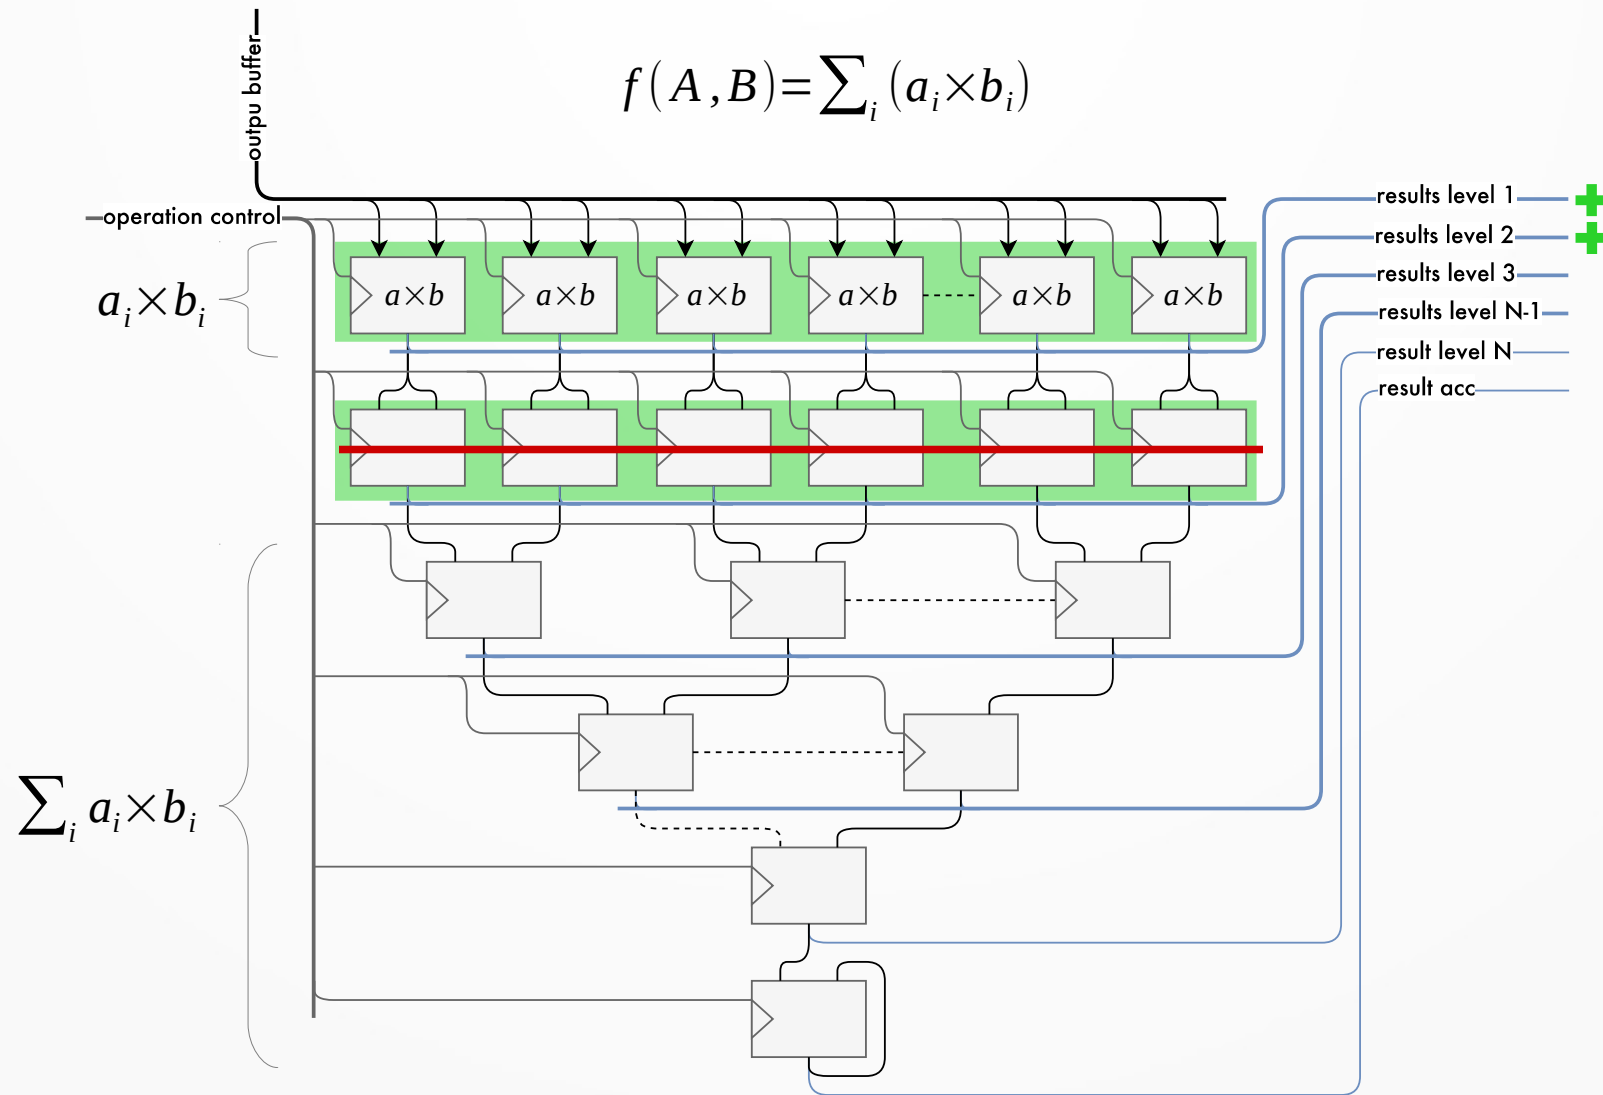 outpu buffer
f(A,B)=∑i(ai×bi)
operation control
results level 1
results level 2
results level 3
results level N-1
result level N
result acc
ai×bi
a×b
a×b
a×b
a×b
a×b
a×b
∑i ai×bi